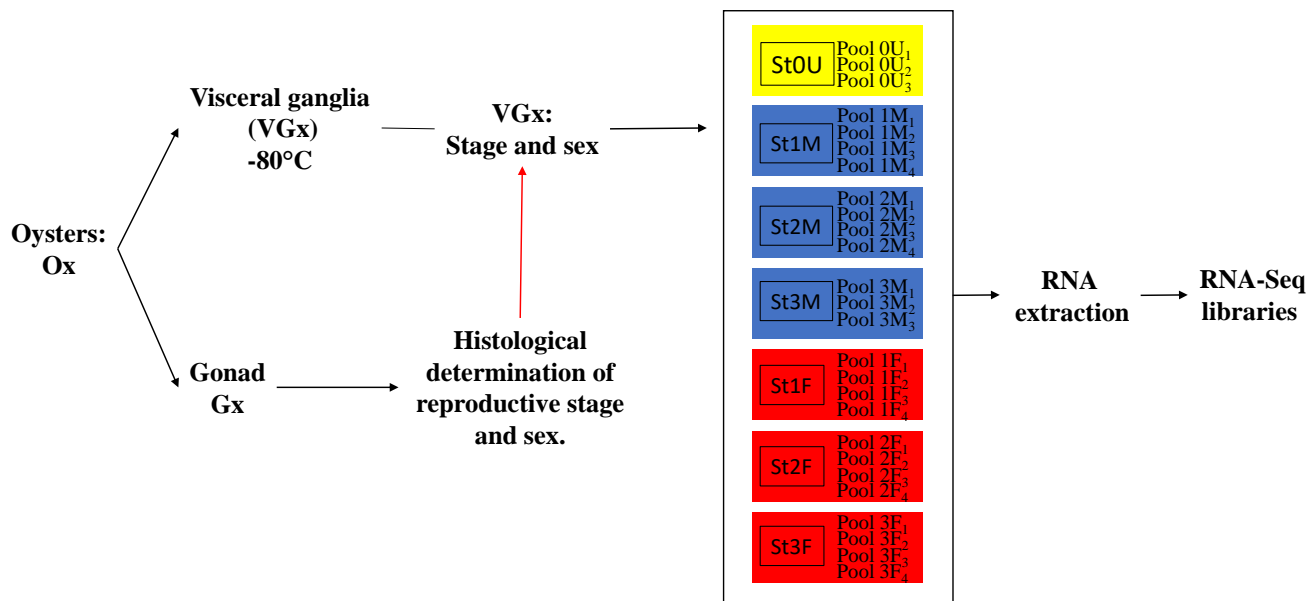 Oysters:
Ox
Visceral ganglia
(VGx)
-80°C
Gonad
Gx
VGx:
Stage and sex
Histological
determination of
reproductive stage
and sex.
St0U
Pool 0U₁
Pool 0U₂
Pool 0U₃
St1M
Pool 1M₁
Pool 1M₂
Pool 1M₃
Pool 1M₄
St2M
Pool 2M₁
Pool 2M₂
Pool 2M₃
Pool 2M₄
St3M
Pool 3M₁
Pool 3M₂
Pool 3M₃
St1F
Pool 1F₁
Pool 1F₂
Pool 1F₃
Pool 1F₄
St2F
Pool 2F₁
Pool 2F₂
Pool 2F₃
Pool 2F₄
St3F
Pool 3F₁
Pool 3F₂
Pool 3F₃
Pool 3F₄
RNA
extraction
RNA-Seq
libraries